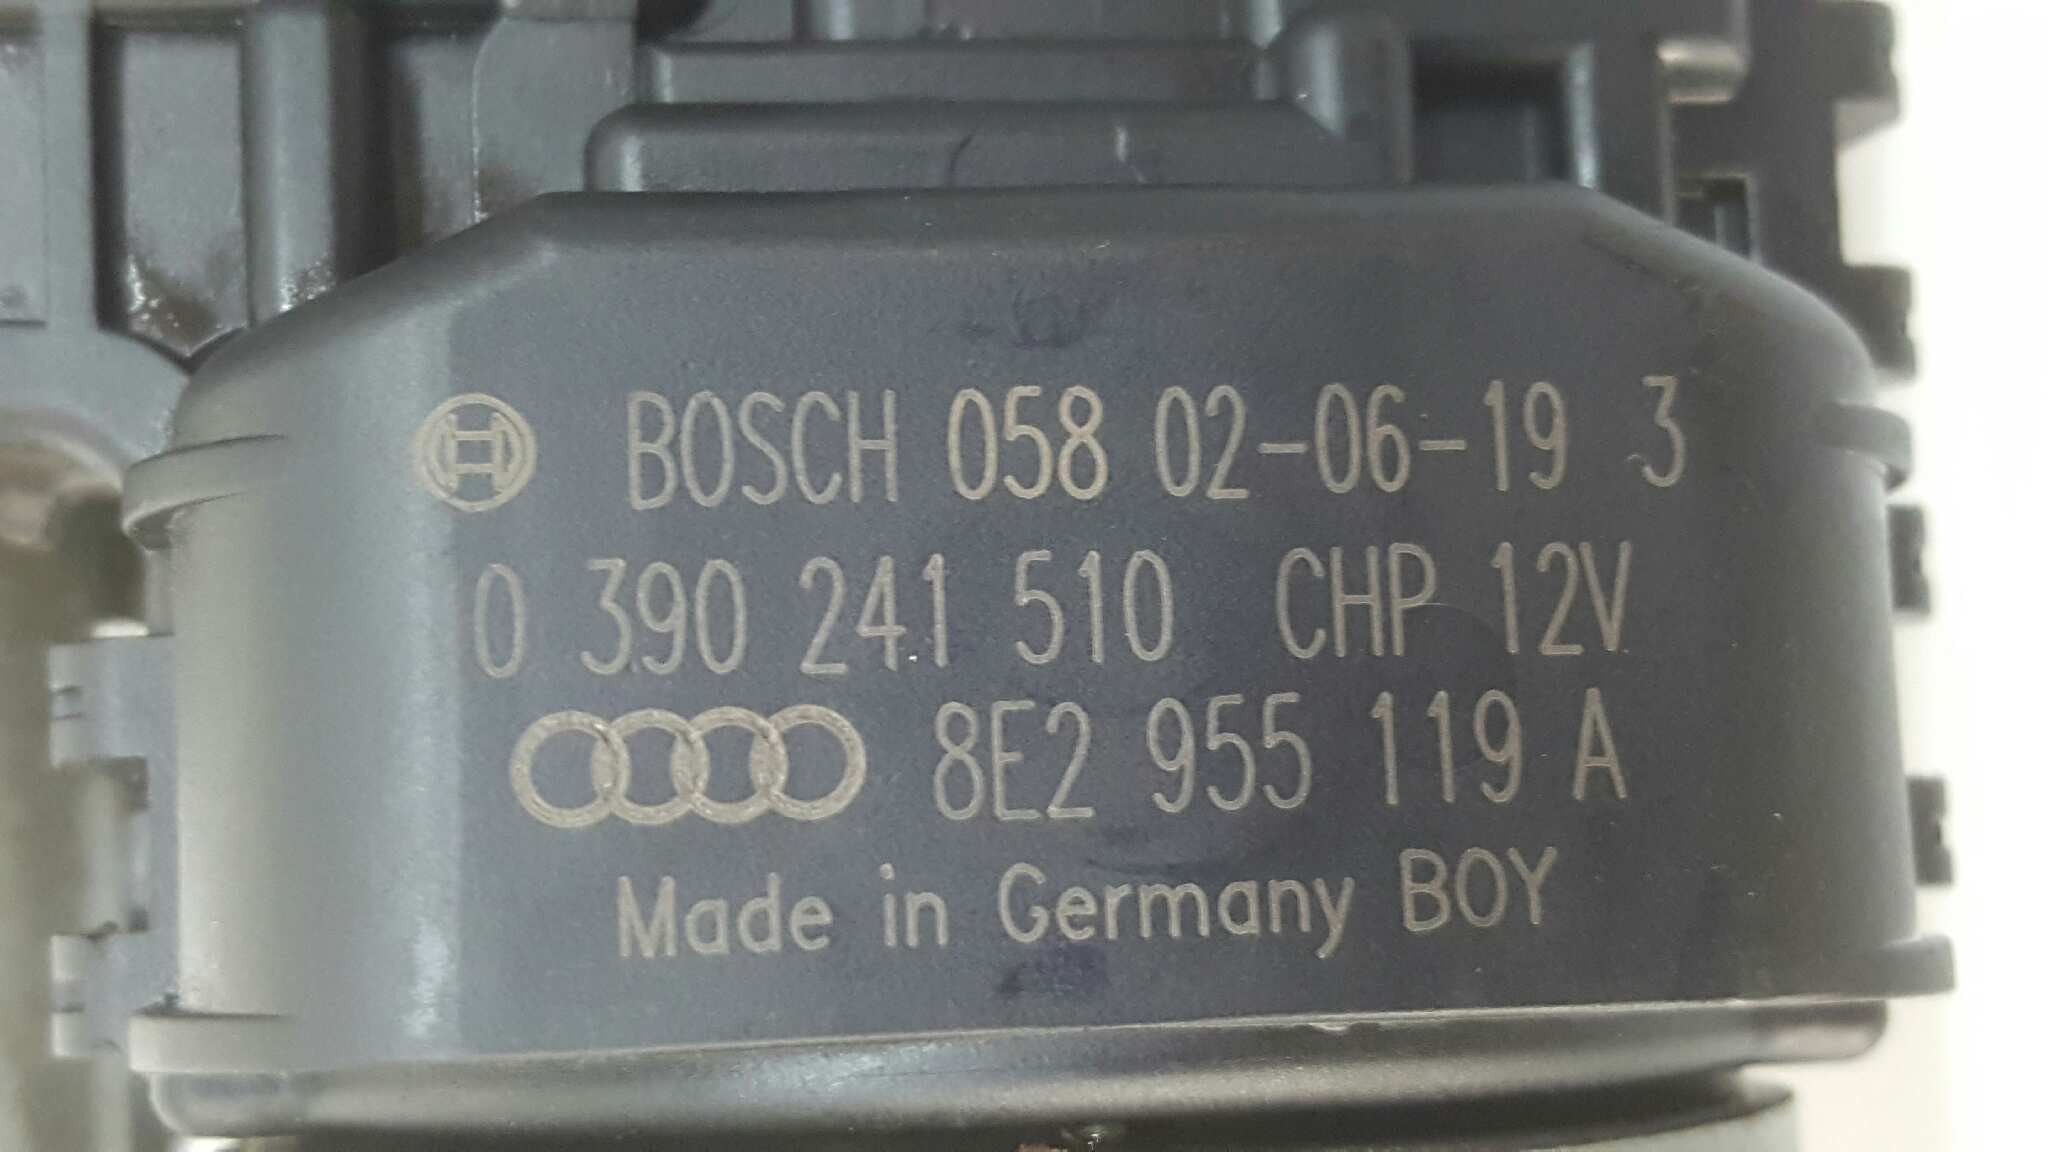 BOSCH 058 02-06-19 3
0 390 241 510 CHP 12V
8E2 955 119 A
Made in Germany BOY